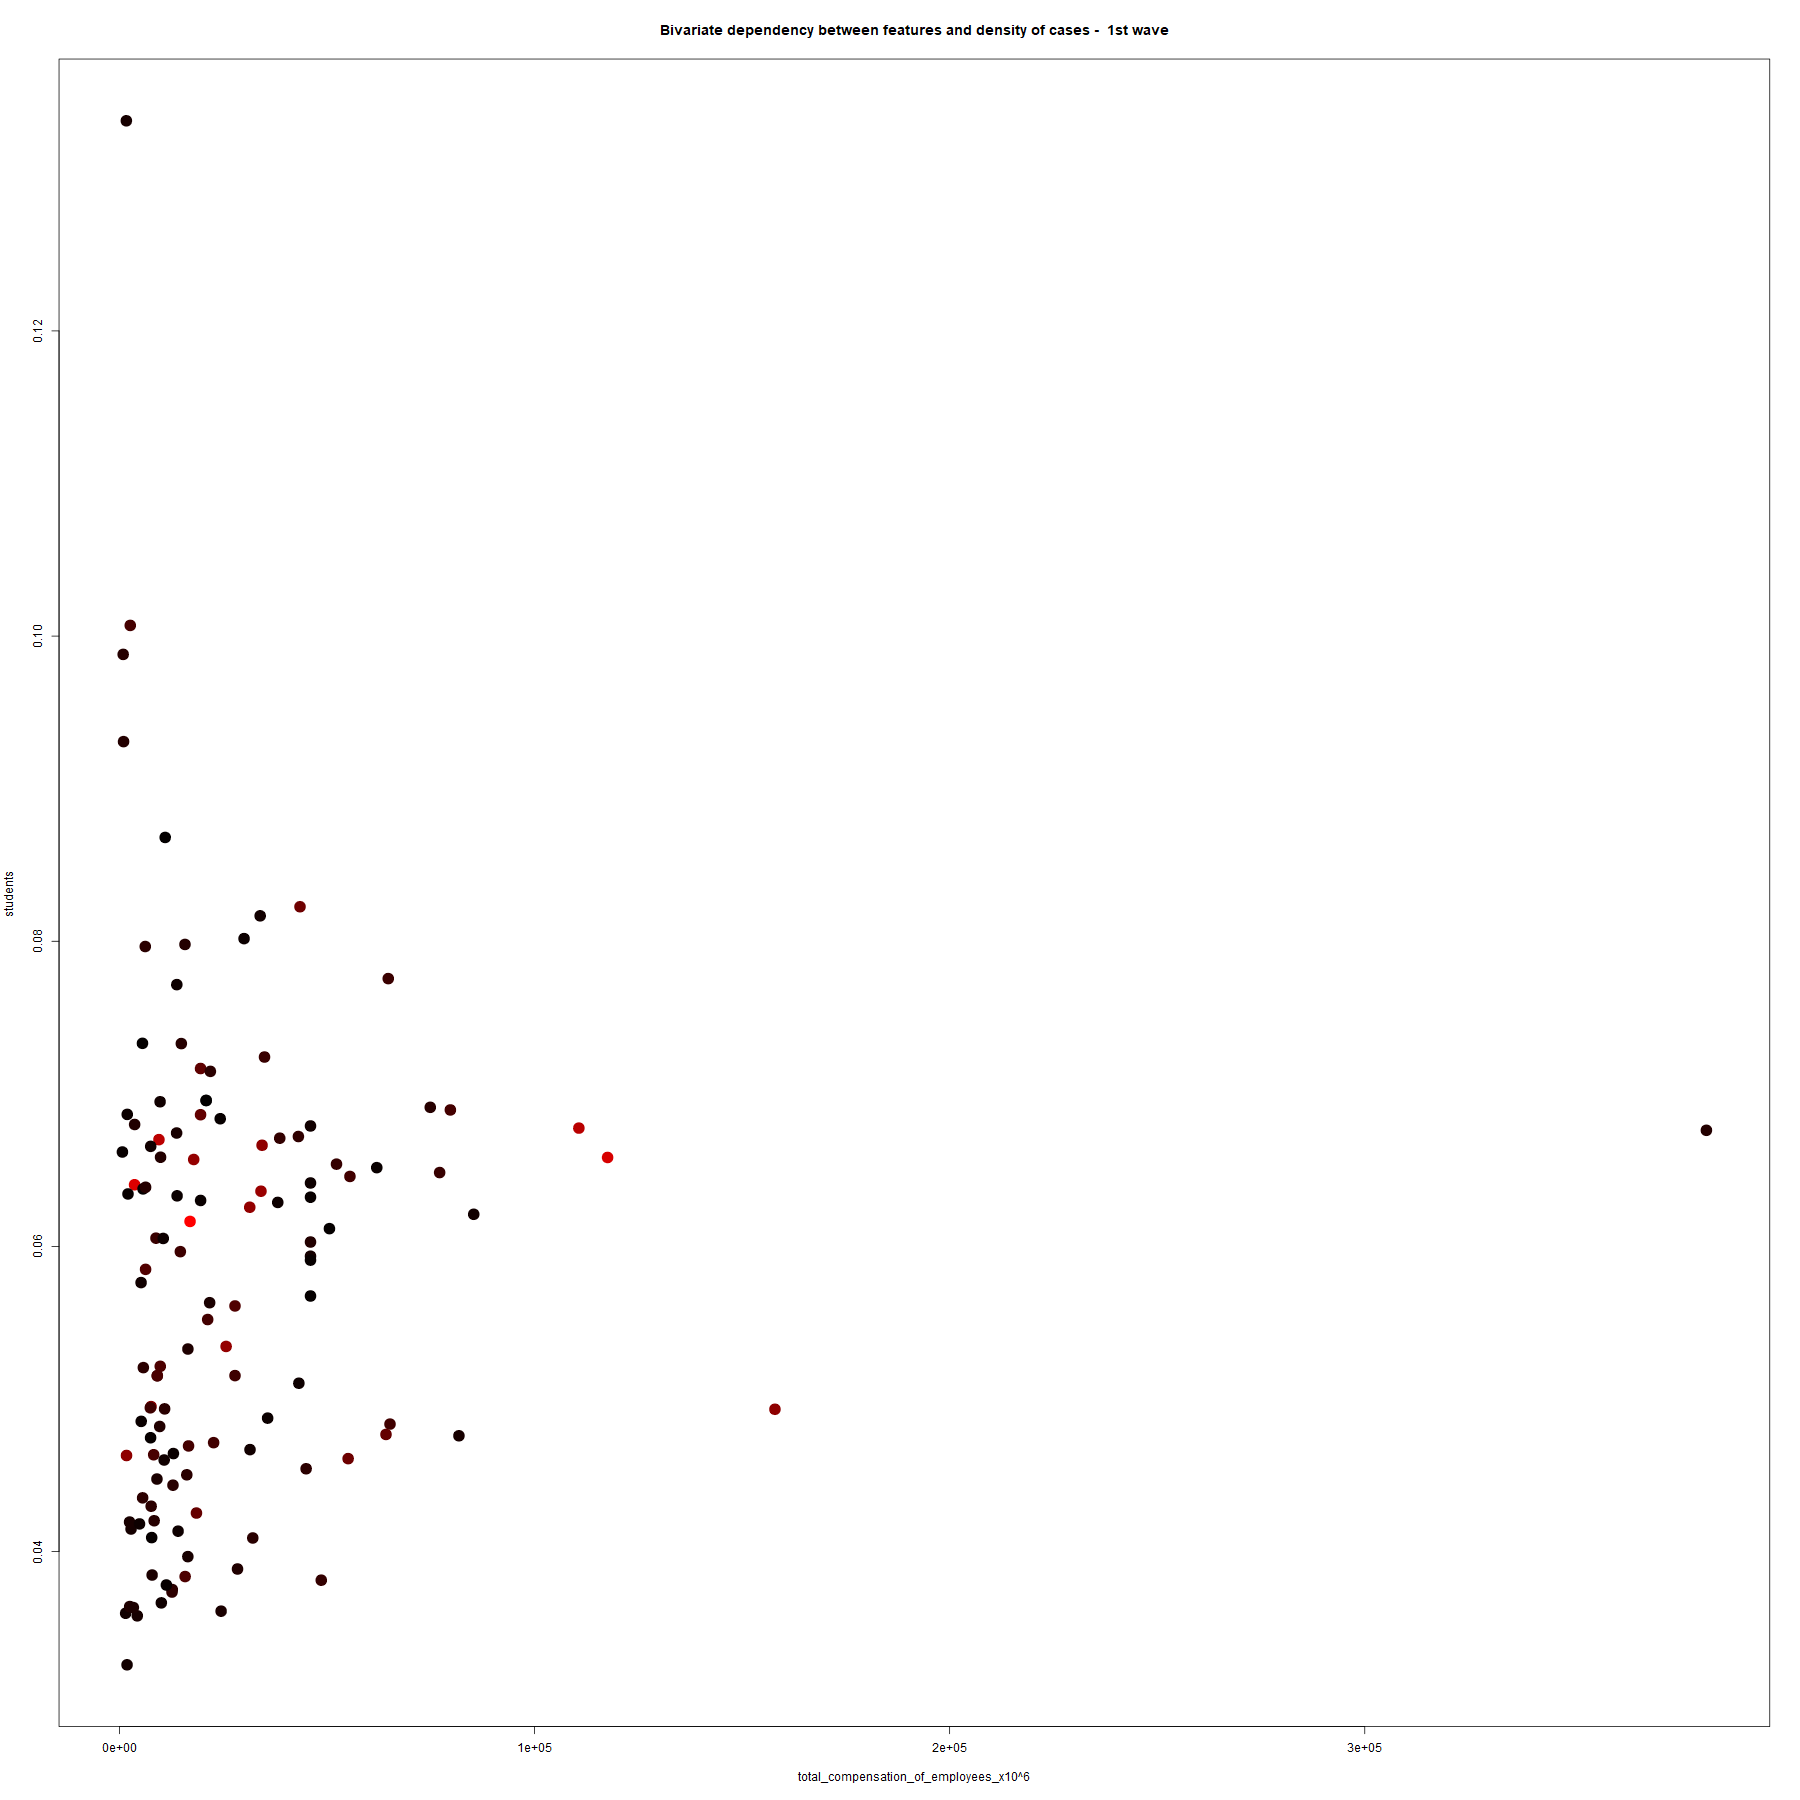 Bivariate dependency between features and density of cases -  1st wave
students
0.12
0.10
0.08
0.06
0.04
0e+00 1e+05 2e+05 3e+05
total_compensation_of_employees_x10^6